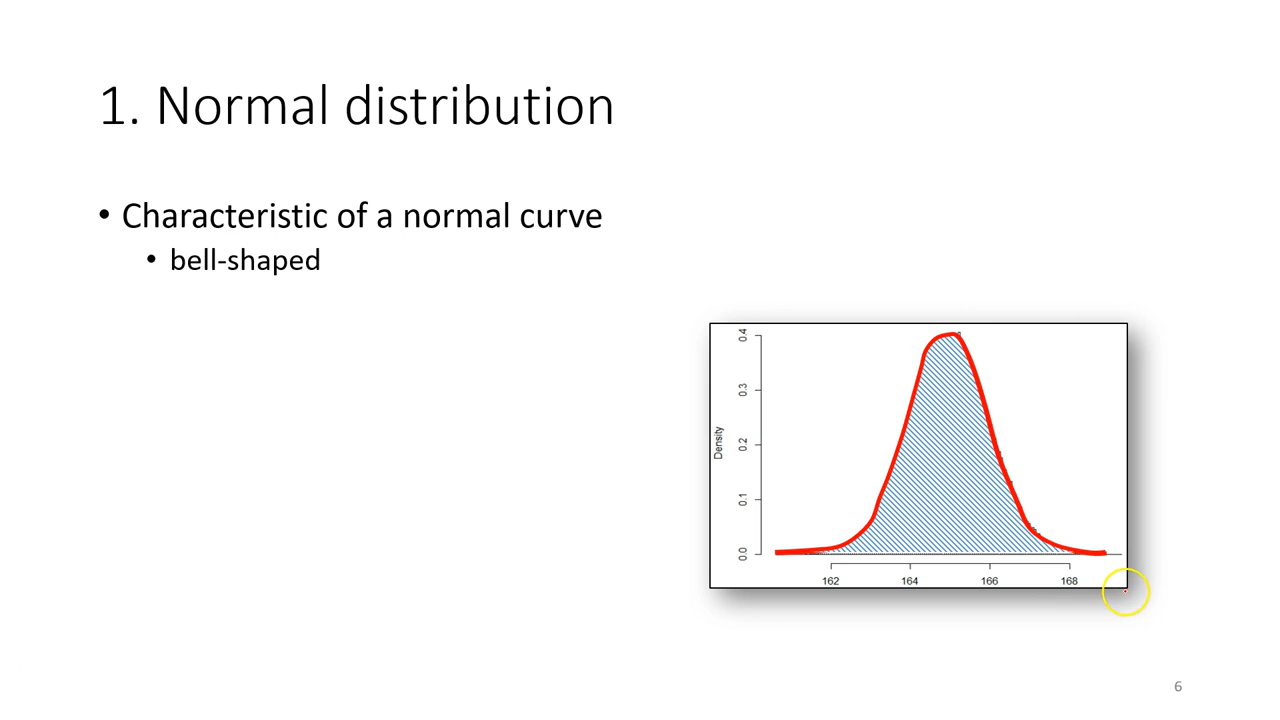 1. Normal distribution
• Characteristic of a normal curve
• bell-shaped
0.4
0.3
0.2
0.1
0.0
Density
162 164 166 168
6